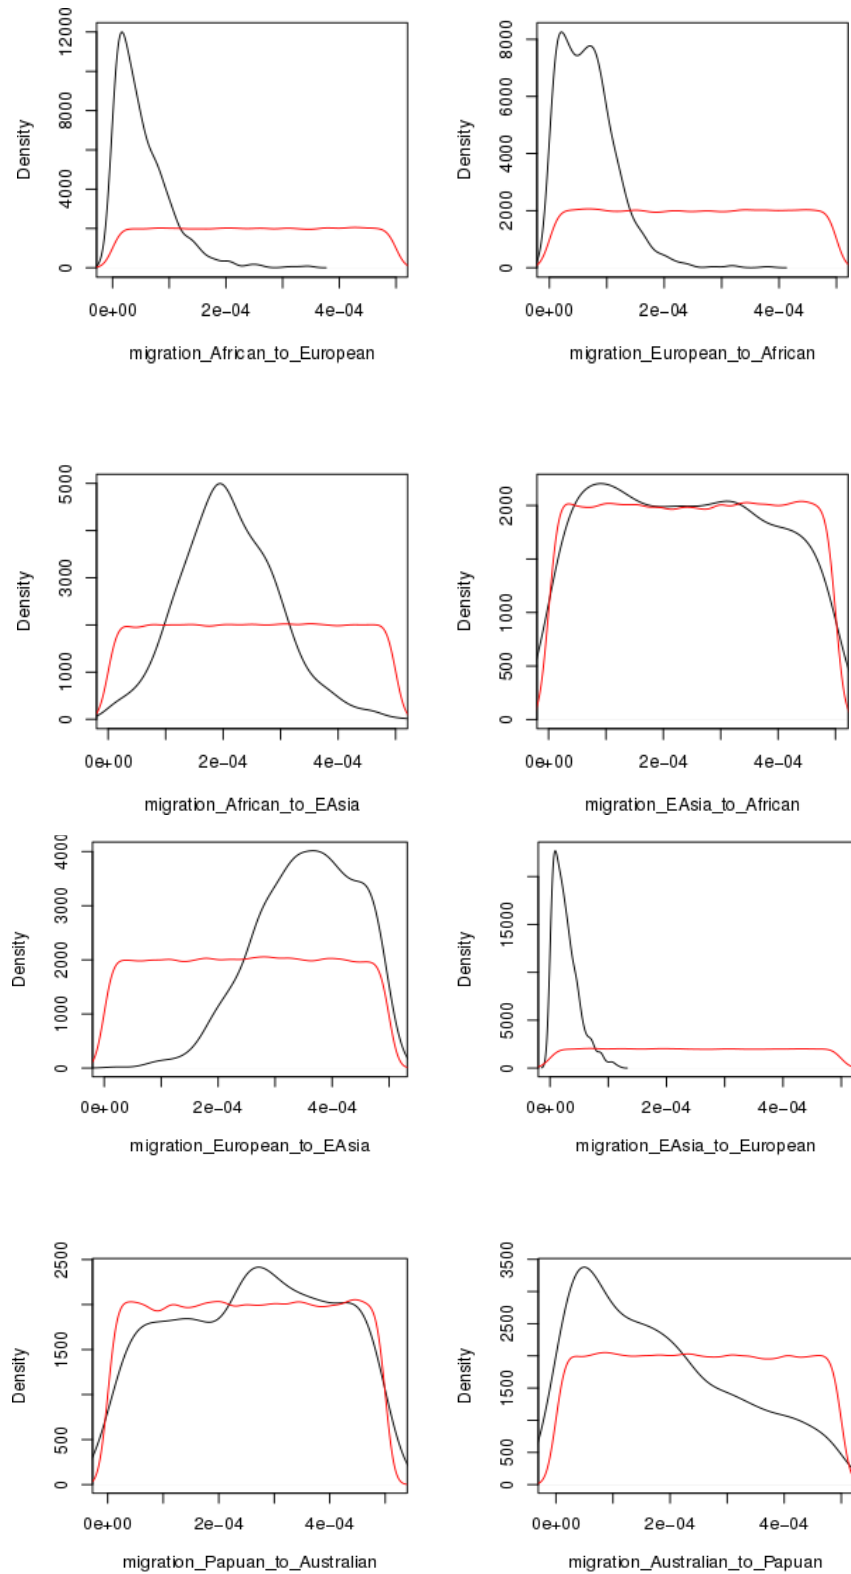 12000
8000
4000
0
Density
0e+00 2e-04 4e-04
migration_African_to_European
8000
6000
4000
2000
0
Density
0e+00 2e-04 4e-04
migration_European_to_African
5000
3000
1000
0
Density
0e+00 2e-04 4e-04
migration_African_to_EAsia
2000
1000
500
0
Density
0e+00 2e-04 4e-04
migration_EAsia_to_African
4000
3000
2000
1000
0
Density
0e+00 2e-04 4e-04
migration_European_to_EAsia
15000
5000
0
Density
0e+00 2e-04 4e-04
migration_EAsia_to_European
2500
1500
500
0
Density
0e+00 2e-04 4e-04
migration_Papuan_to_Australian
3500
2500
1500
500
0
Density
0e+00 2e-04 4e-04
migration_Australian_to_Papuan